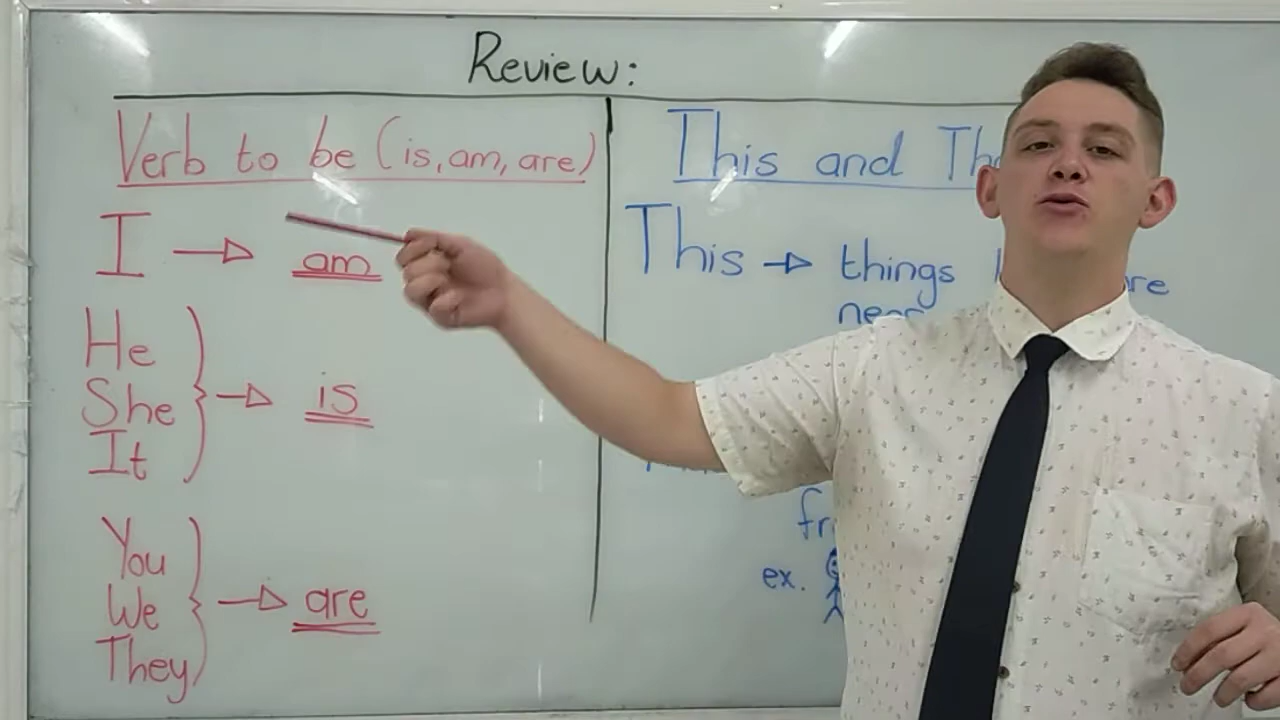 Review:
Verb to be (is, am, are)
I → am
He
She
It
→ is
You
We
They
→ are
This and
This → things
near
ex.